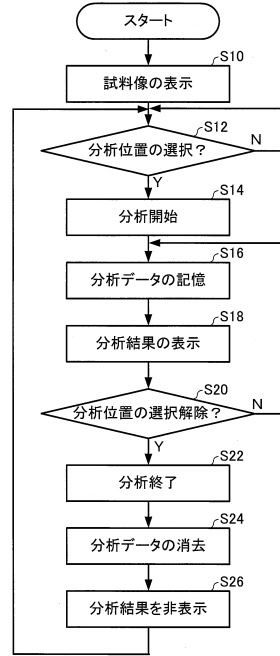 スタート
S10
試料像の表示
S12
分析位置の選択？
N
Y
S14
分析開始
S16
分析データの記憶
S18
分析結果の表示
S20
分析位置の選択解除？
N
Y
S22
分析終了
S24
分析データの消去
S26
分析結果を非表示